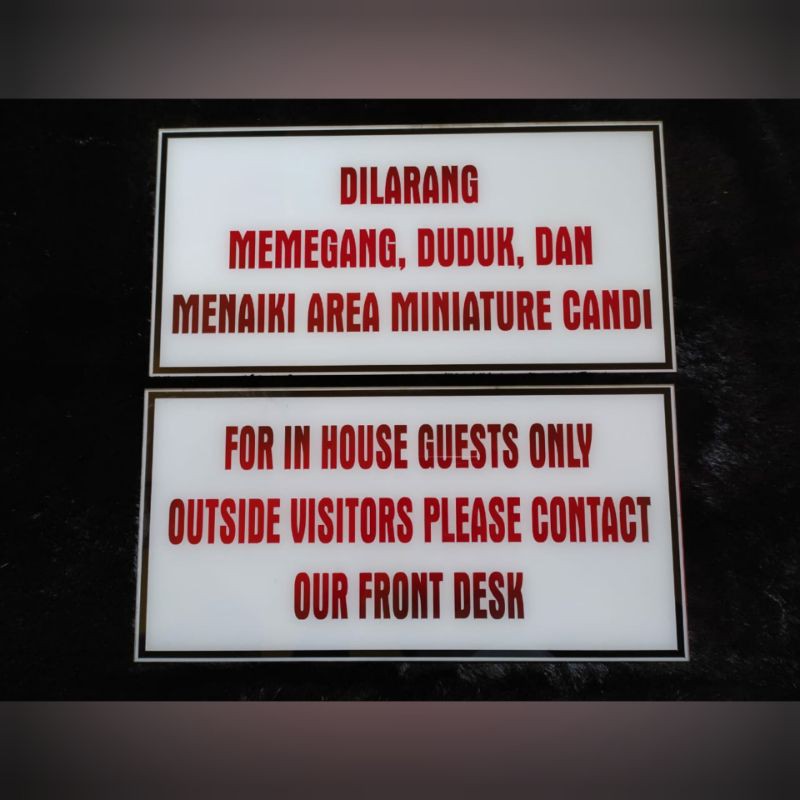 DILARANG
MEMEGANG, DUDUK, DAN
MENAIKI AREA MINIATURE CANDI
FOR IN HOUSE GUESTS ONLY
OUTSIDE VISITORS PLEASE CONTACT
OUR FRONT DESK